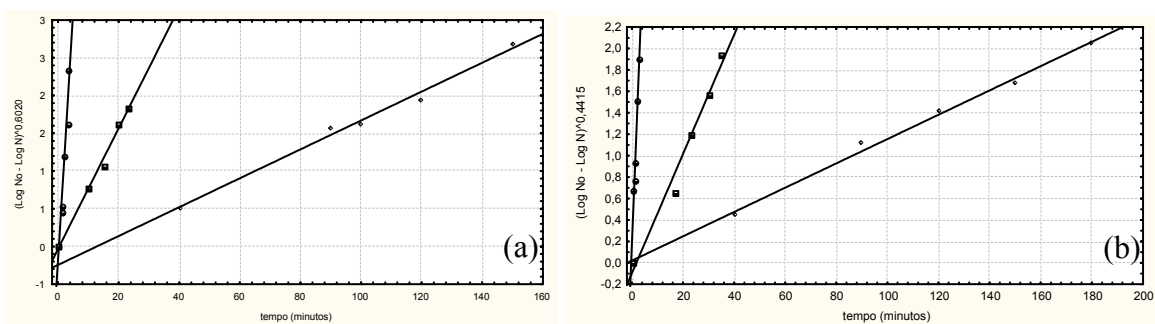 3
3
2
2
1
1
0
-1
0 20 40 60 80 100 120 140 160
tempo (minutos)
(Log No - Log N)^0,6020
(a)
2,2
2,0
1,8
1,6
1,4
1,2
1,0
0,8
0,6
0,4
0,2
0,0
-0,2
0 20 40 60 80 100 120 140 160 180 200
tempo (minutos)
(Log No - Log N)^0,4415
(b)